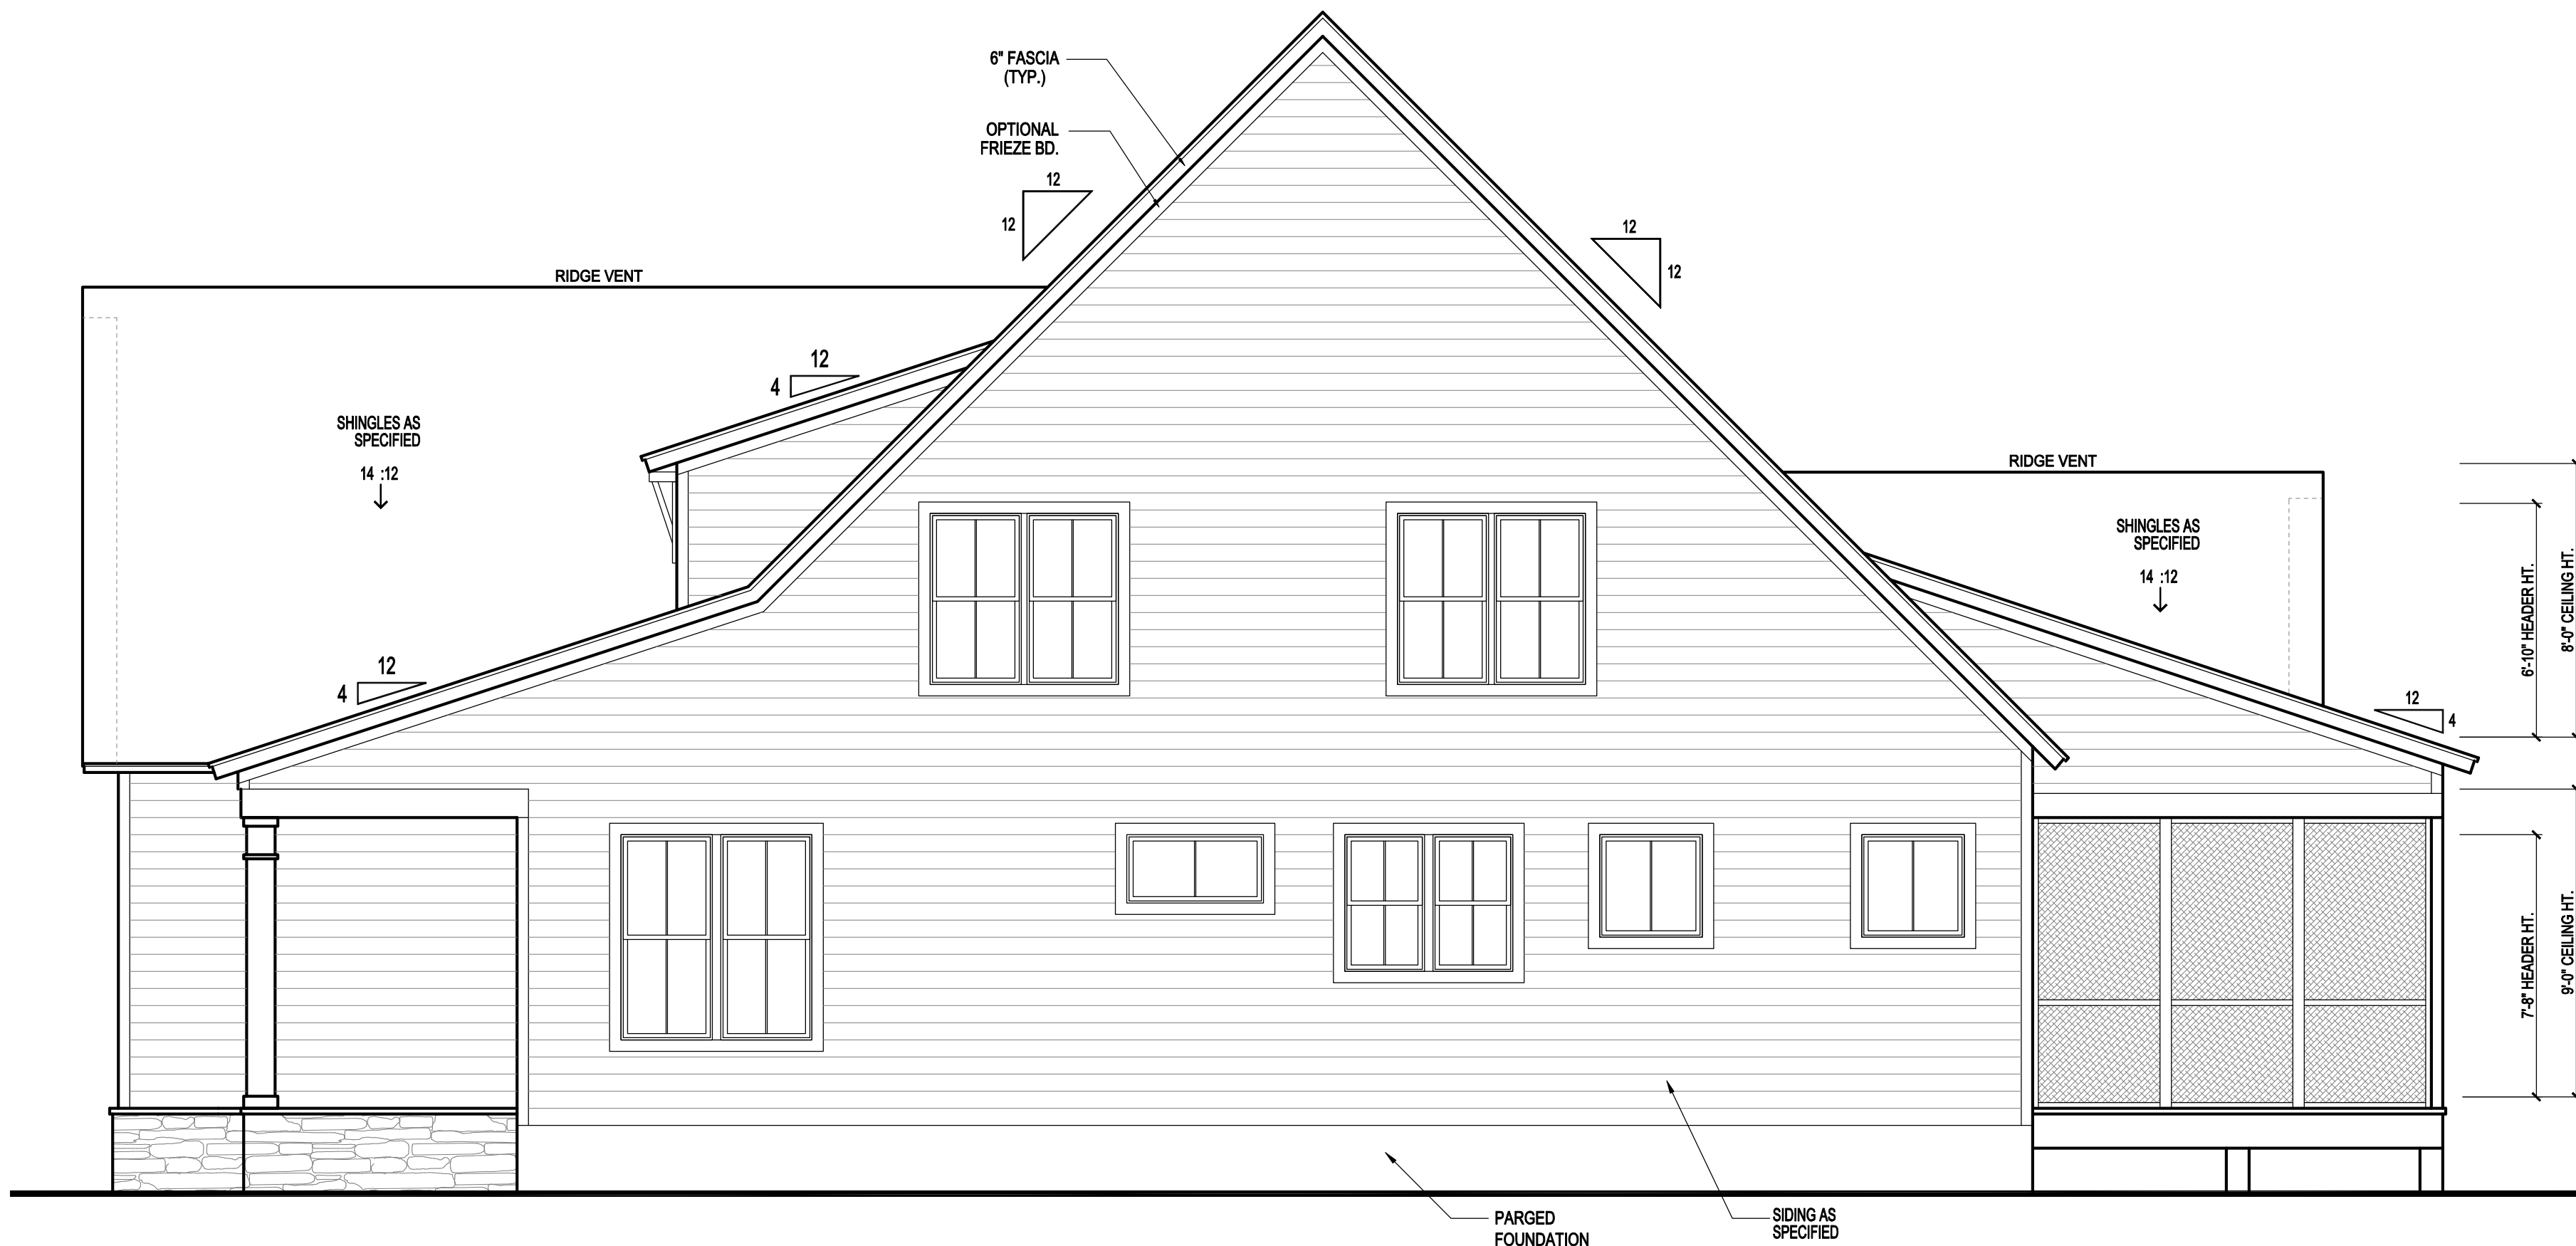 6" FASCIA
(TYP.)
OPTIONAL
FRIEZE BD.
12
12
12
12
RIDGE VENT
12
4
SHINGLES AS
SPECIFIED
14 :12
RIDGE VENT
SHINGLES AS
SPECIFIED
14 :12
12
4
12
4
6'-10" HEADER HT.
8'-0" CEILING HT.
7'-8" HEADER HT.
9'-0" CEILING HT.
PARGED
FOUNDATION
SIDING AS
SPECIFIED